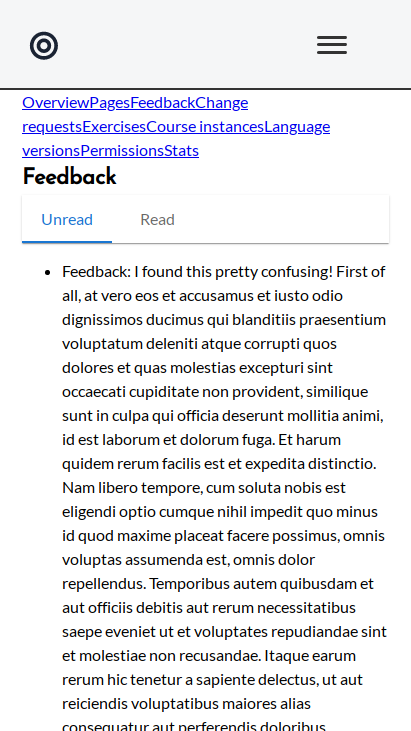 OverviewPagesFeedbackChange
requestsExercisesCourse instancesLanguage
versionsPermissionsStats
Feedback
Unread Read
Feedback: I found this pretty confusing! First of
all, at vero eos et accusamus et iusto odio
dignissimos ducimus qui blanditiis praesentium
voluptatum deleniti atque corrupti quos
dolores et quas molestias excepturi sint
occaecati cupiditate non provident, similique
sunt in culpa qui officia deserunt mollitia animi,
id est laborum et dolorum fuga. Et harum
quidem rerum facilis est et expedita distinctio.
Nam libero tempore, cum soluta nobis est
eligendi optio cumque nihil impedit quo minus
id quod maxime placeat facere possimus, omnis
voluptas assumenda est, omnis dolor
repellendus. Temporibus autem quibusdam et
aut officiis debitis aut rerum necessitatibus
saepe eveniet ut et voluptates repudiandae sint
et molestiae non recusandae. Itaque earum
rerum hic tenetur a sapiente delectus, ut aut
reiciendis voluptatibus maiores alias
consequatur aut perferendis doloribus